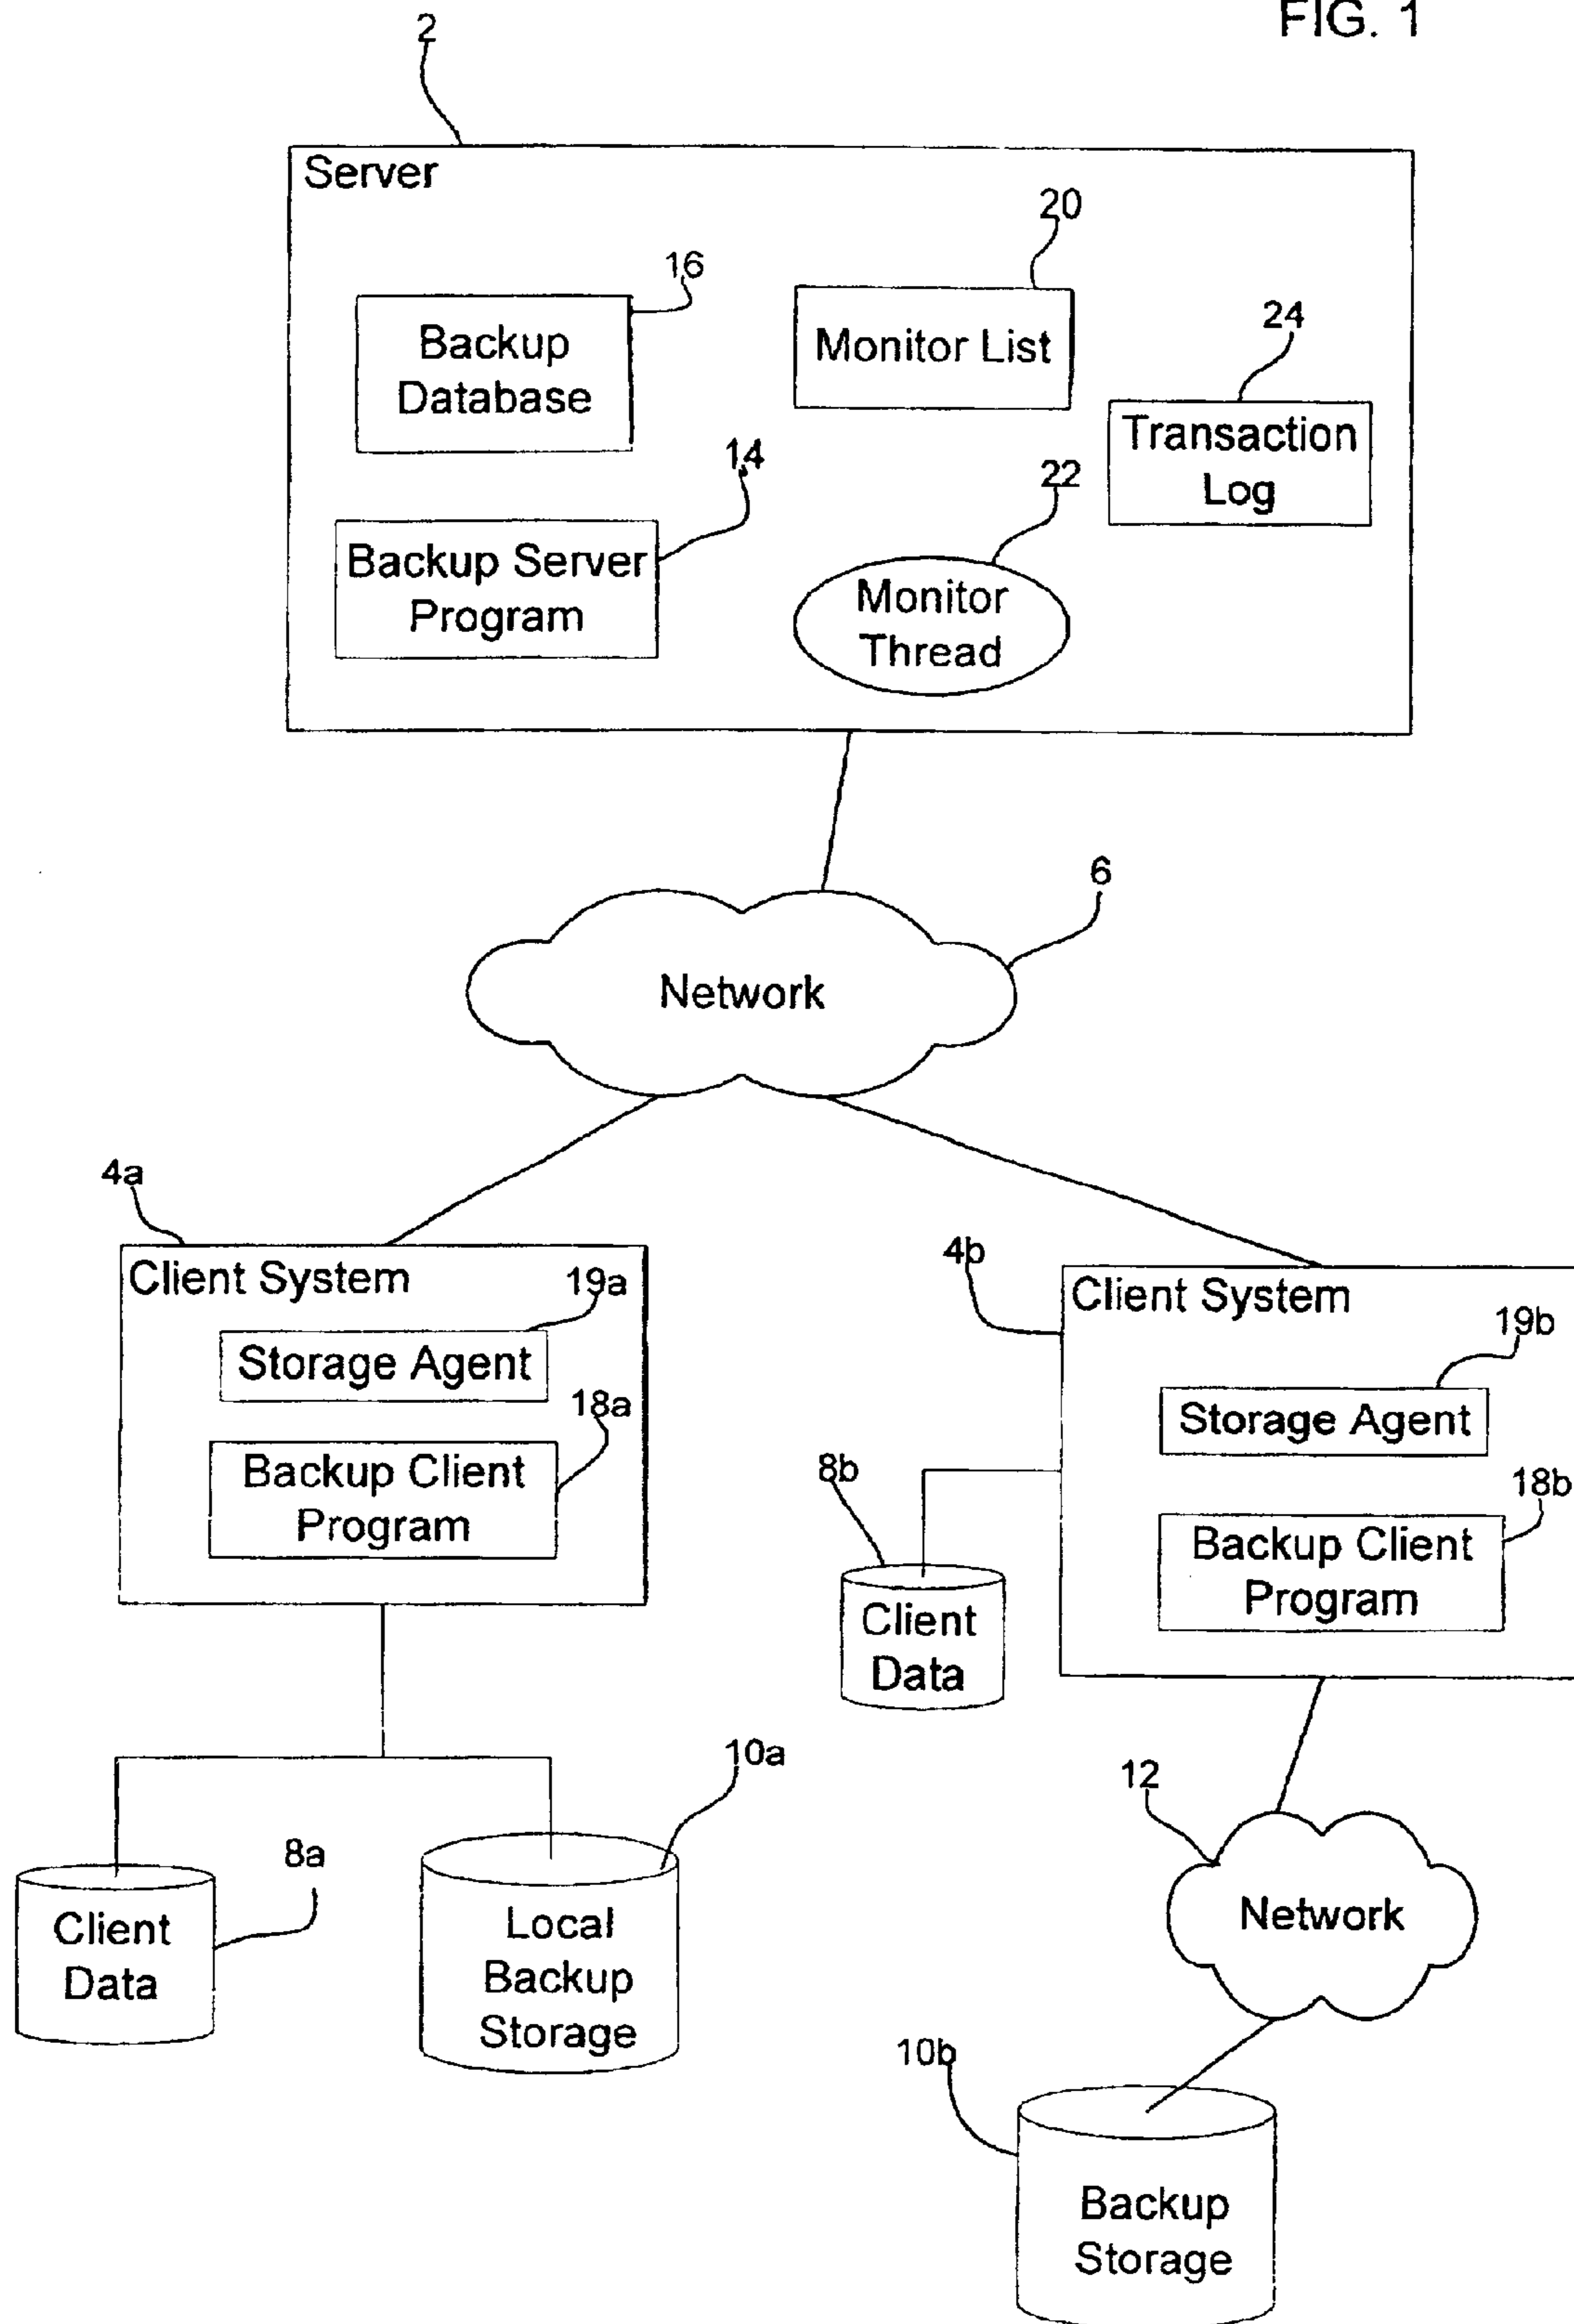 FIG. 1
2
Server
20
16
Monitor List
24
Backup
Database
Transaction
Log
14
22
Backup Server
Program
Monitor
Thread
6
Network
4a
Client System
19a
Storage Agent
18a
Backup Client
Program
4b
Client System
19b
Storage Agent
18b
Backup Client
Program
8b
Client
Data
10a
8a
Client
Data
Local
Backup
Storage
12
Network
10b
Backup
Storage